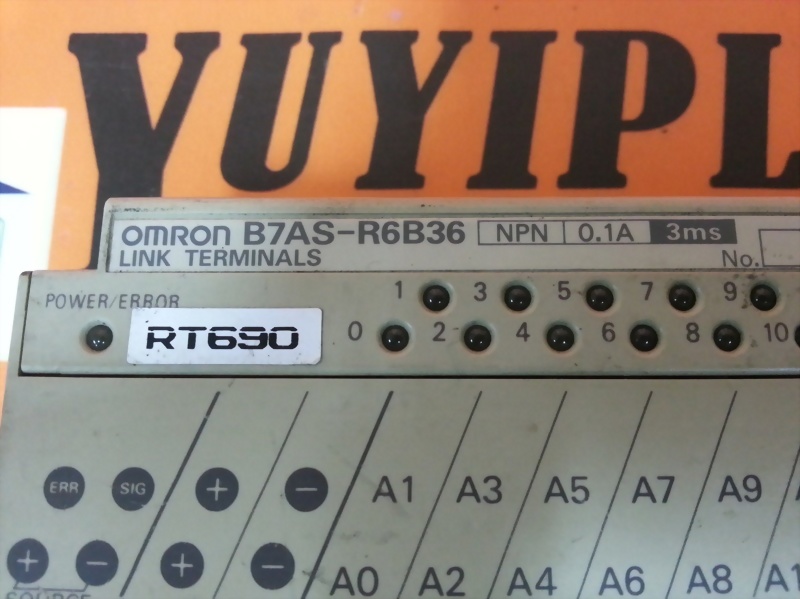 YUYIPL
omron B7AS-R6B36 NPN 0.1A 3ms
LINK TERMINALS No.
POWER/ERROR 1 3 5 7 9
RT690 0 2 4 6 8 10
ERR SIG + − A1 A3 A5 A7 A9
+ − + − A0 A2 A4 A6 A8
SOURCE